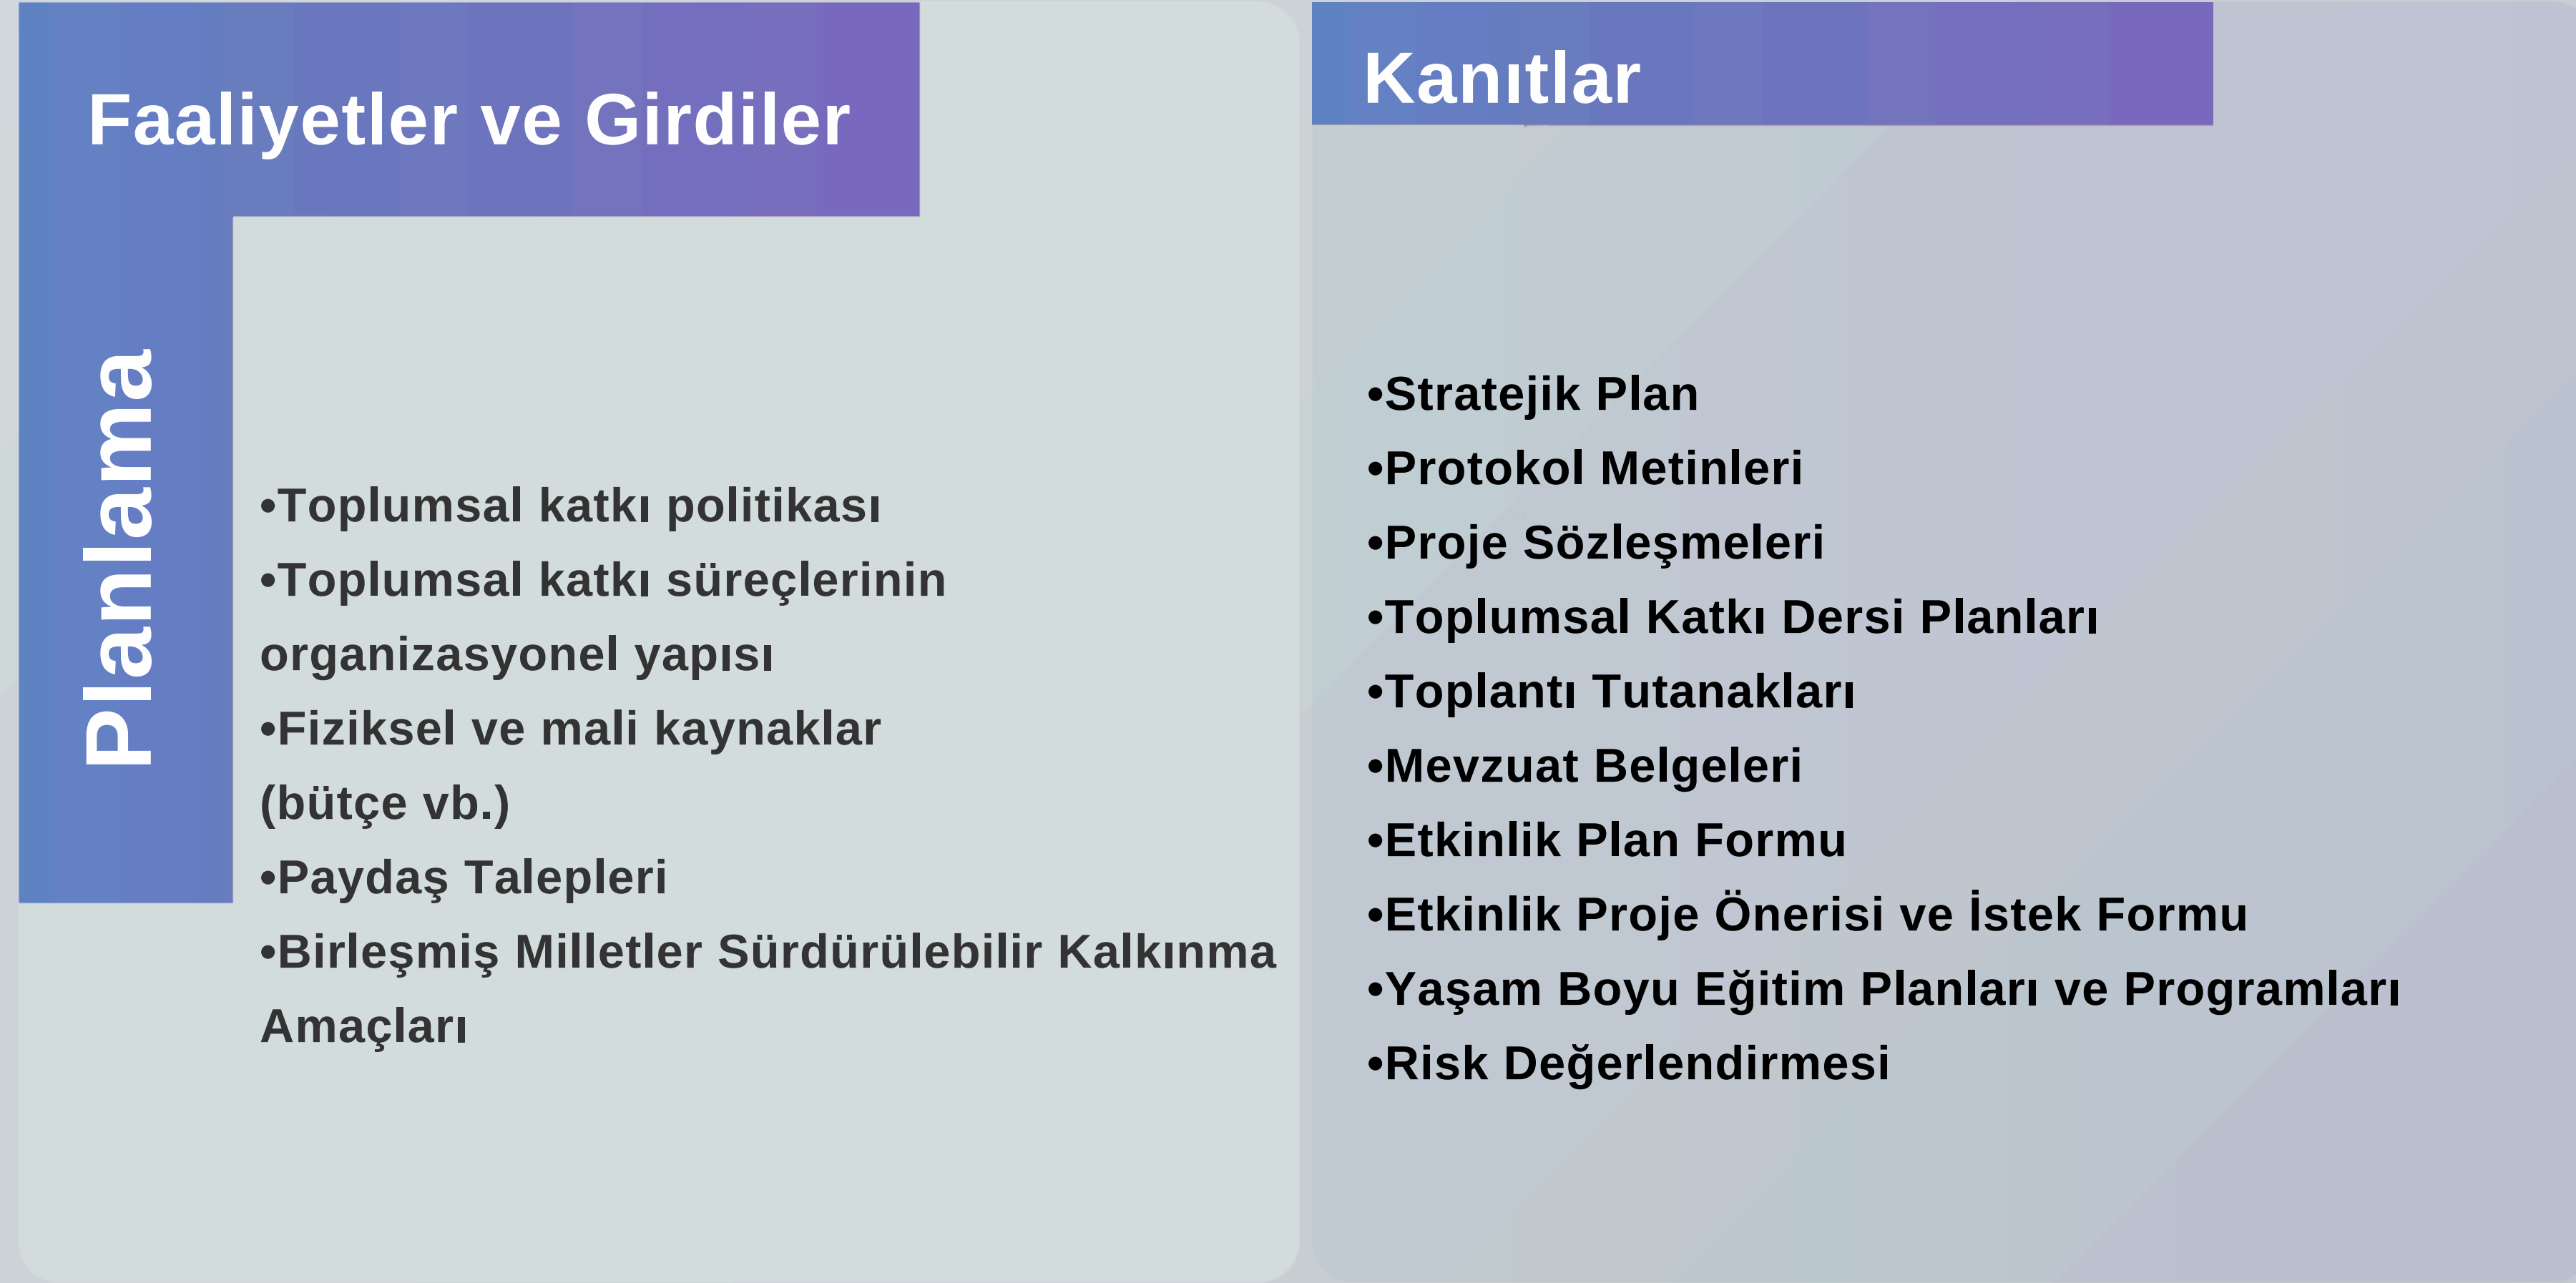 Faaliyetler ve Girdiler
Planlama
•Toplumsal katkı politikası
•Toplumsal katkı süreçlerinin
organizasyonel yapısı
•Fiziksel ve mali kaynaklar
(bütçe vb.)
•Paydaş Talepleri
•Birleşmiş Milletler Sürdürülebilir Kalkınma
Amaçları
Kanıtlar
•Stratejik Plan
•Protokol Metinleri
•Proje Sözleşmeleri
•Toplumsal Katkı Dersi Planları
•Toplantı Tutanakları
•Mevzuat Belgeleri
•Etkinlik Plan Formu
•Etkinlik Proje Önerisi ve İstek Formu
•Yaşam Boyu Eğitim Planları ve Programları
•Risk Değerlendirmesi